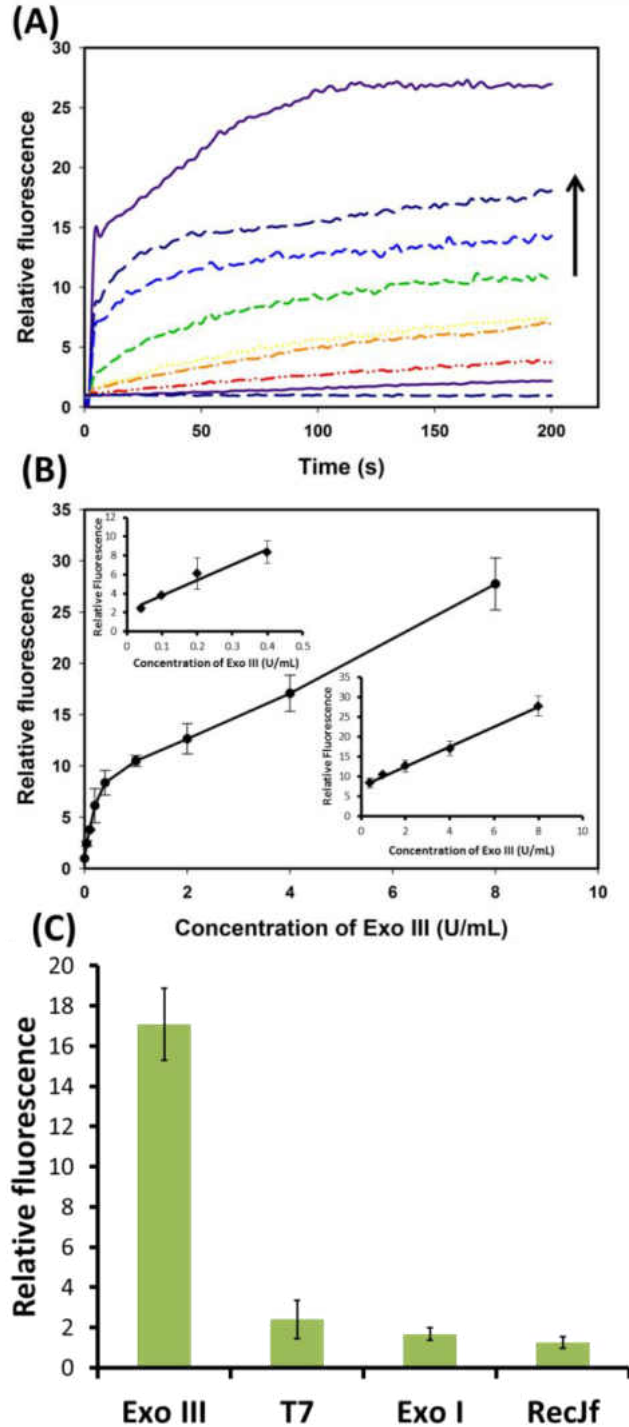 (A)
30
25
20
15
10
5
0
Relative fluorescence
0 50 100 150 200
Time (s)
(B)
35
30
25
20
15
10
5
0
Relative fluorescence
12
10
8
6
4
2
0
Relative Fluorescence
0 0.1 0.2 0.3 0.4 0.5
Concentration of Exo III (U/mL)
35
30
25
20
15
10
5
0
Relative Fluorescence
0 2 4 6 8 10
Concentration of Exo III (U/mL)
0 2 4 6 8 10
Concentration of Exo III (U/mL)
(C)
20
18
16
14
12
10
8
6
4
2
0
Relative fluorescence
Exo III T7 Exo I RecJf